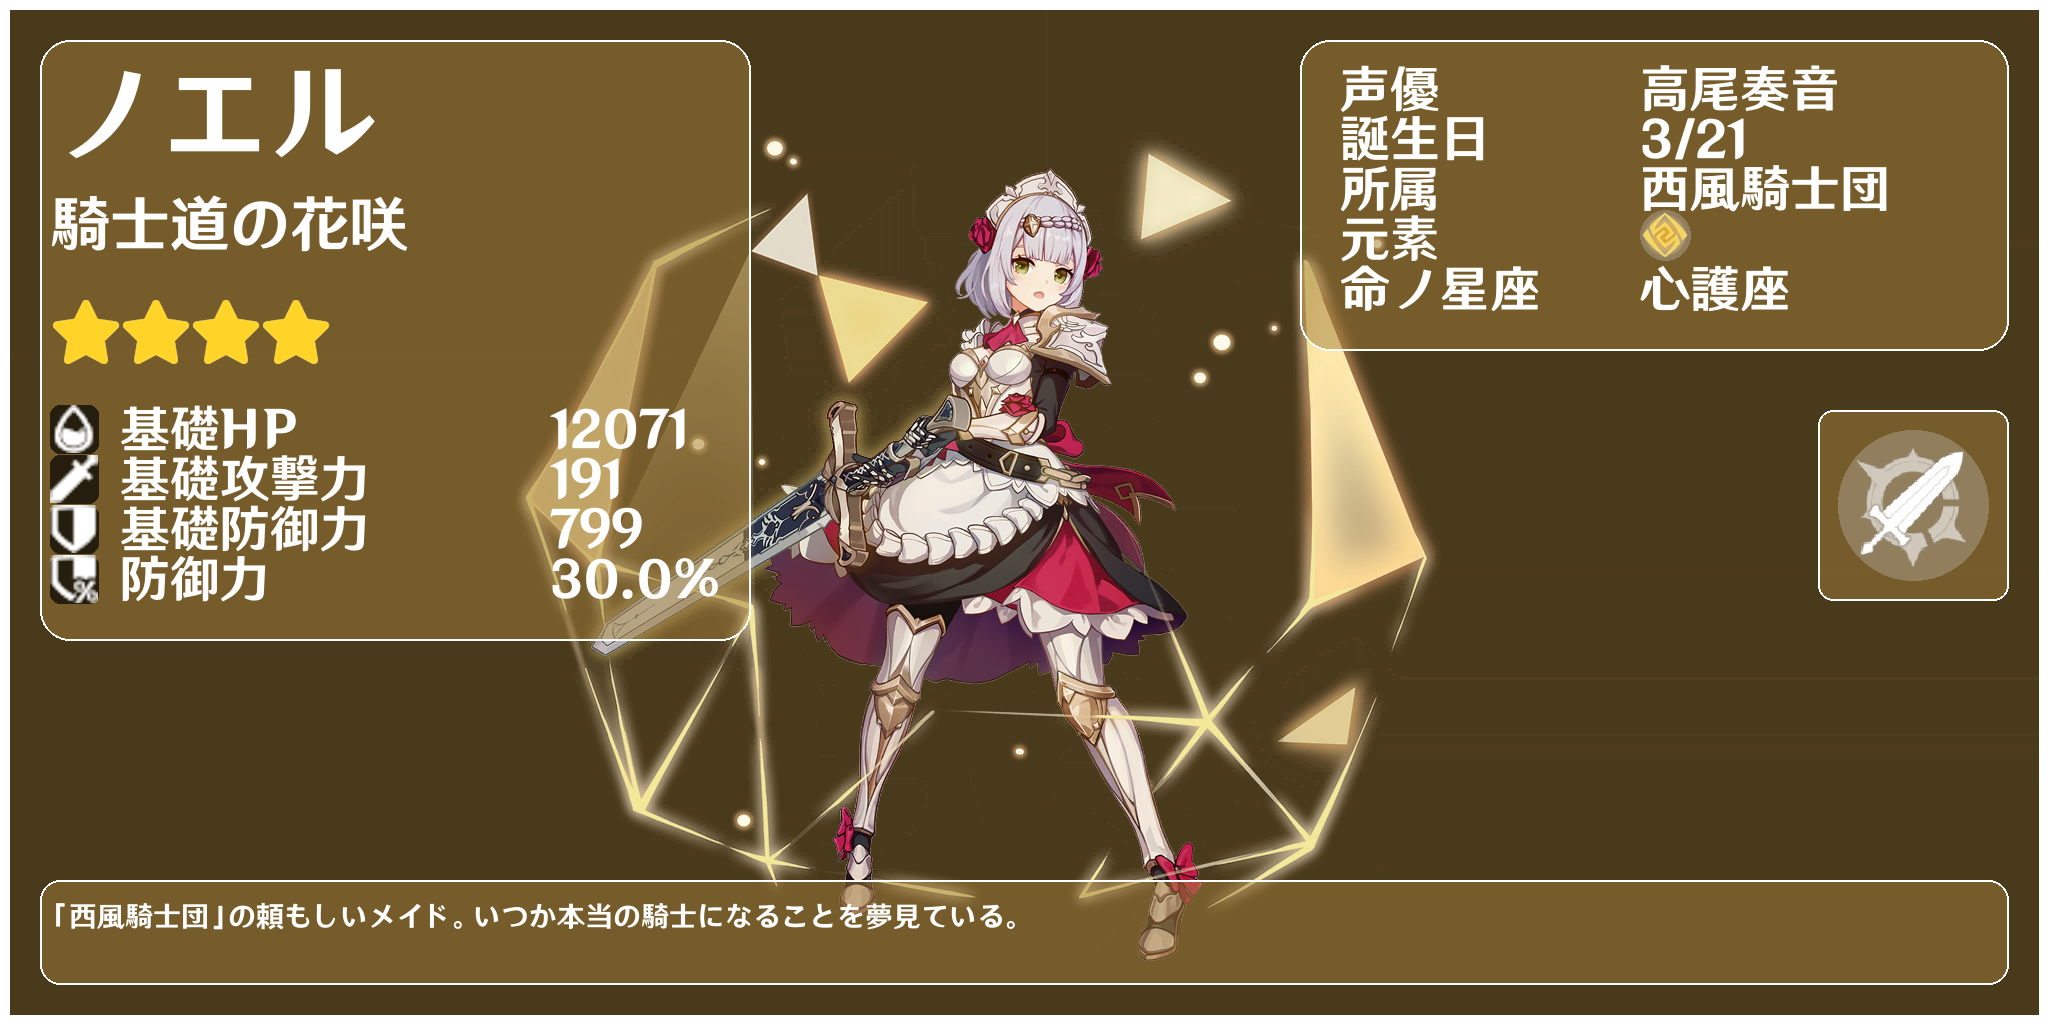 ノエル
騎士道の花咲
基礎HP 12071
基礎攻撃力 191
基礎防御力 799
防御力 30.0%
声優 高尾奏音
誕生日 3/21
所属 西風騎士団
元素
命ノ星座 心護座
「西風騎士団」の頼もしいメイド。いつか本当の騎士になることを夢見ている。